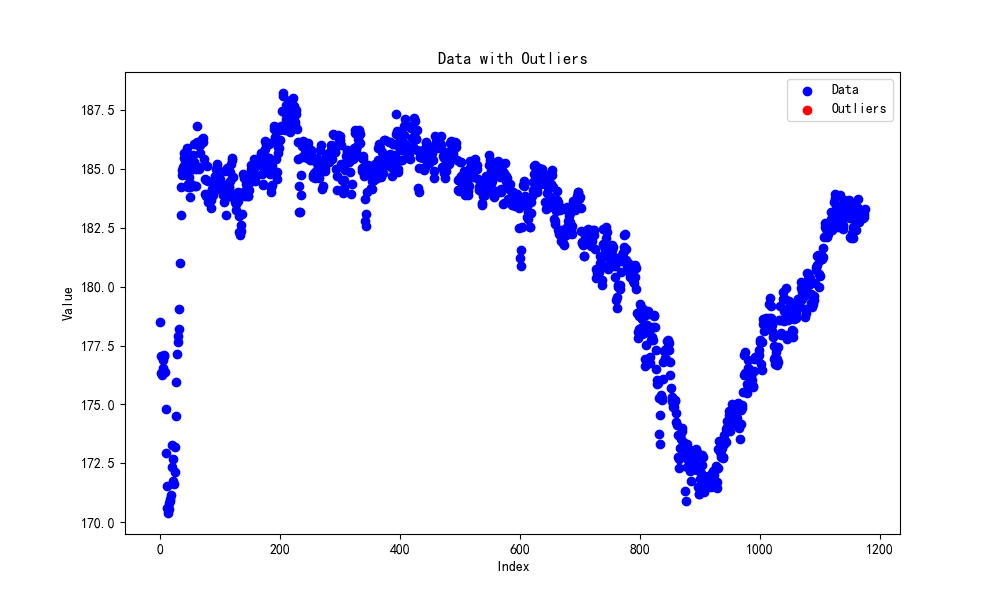 Data with Outliers
Data
Outliers
187.5
185.0
182.5
180.0
177.5
175.0
172.5
170.0
Value
0 200 400 600 800 1000 1200
Index